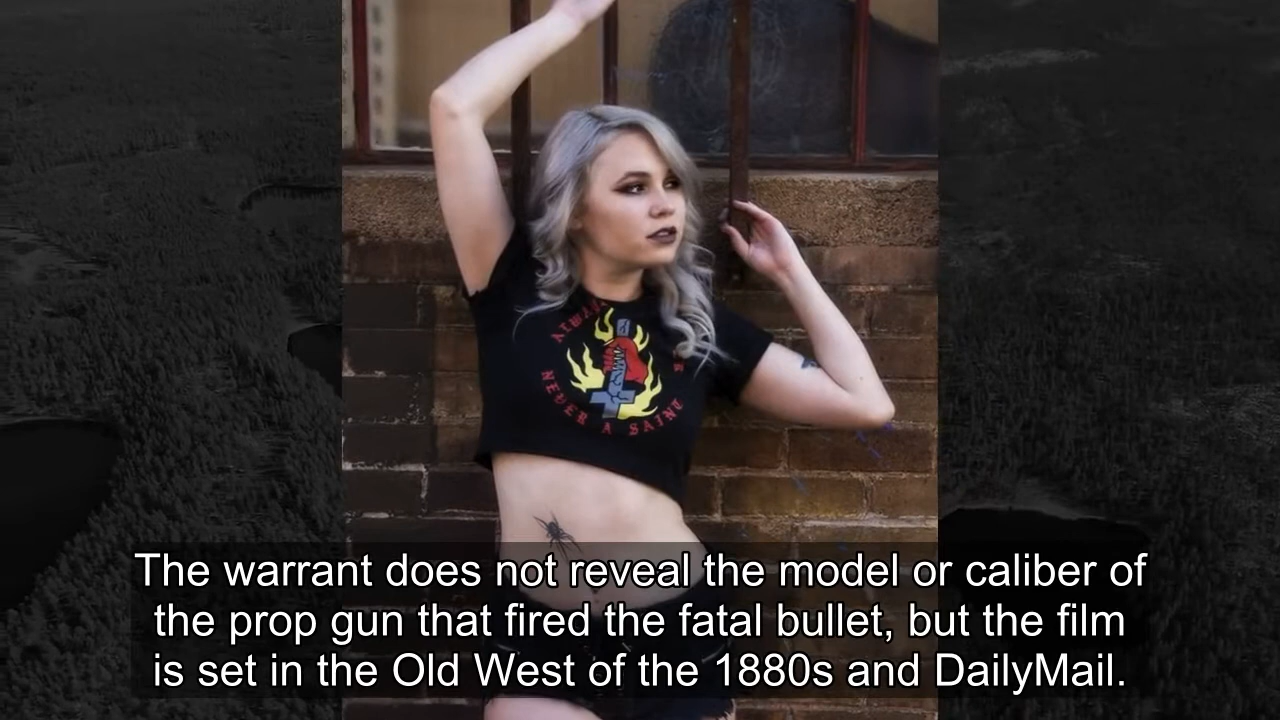 ALWAYS
NEVER A SAINT
The warrant does not reveal the model or caliber of
the prop gun that fired the fatal bullet, but the film
is set in the Old West of the 1880s and DailyMail.